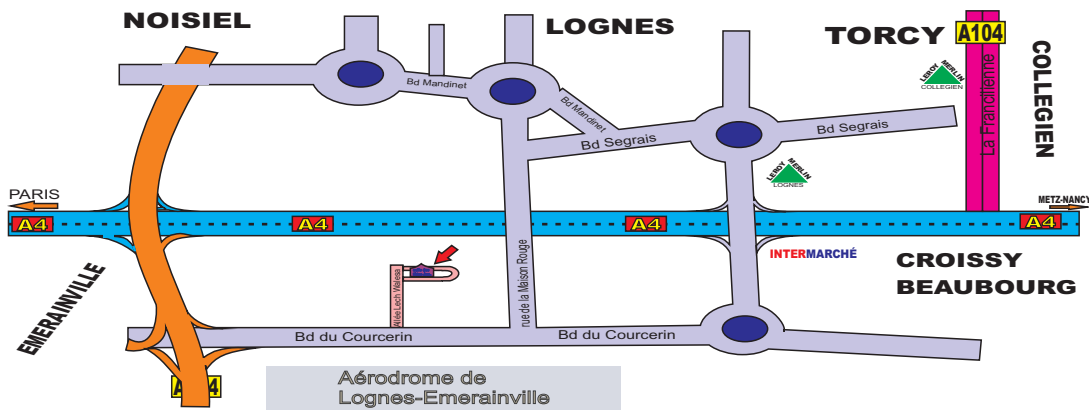 NOISIEL
LOGNES
TORCY
A104
COLLEGIEN
La Francilienne
LEROY MERLIN
COLLEGIEN
Bd Mandinet
Bd Mandinet
Bd Segrais
Bd Segrais
LEROY MERLIN
LOGNES
PARIS
METZ-NANCY
A4
A4
A4
A4
INTERMARCHÉ
CROISSY
BEAUBOURG
EMERAINVILLE
Allée Lech Walesa
rue de la Maison Rouge
Bd du Courcerin
Bd du Courcerin
Aérodrome de
Lognes-Emerainville